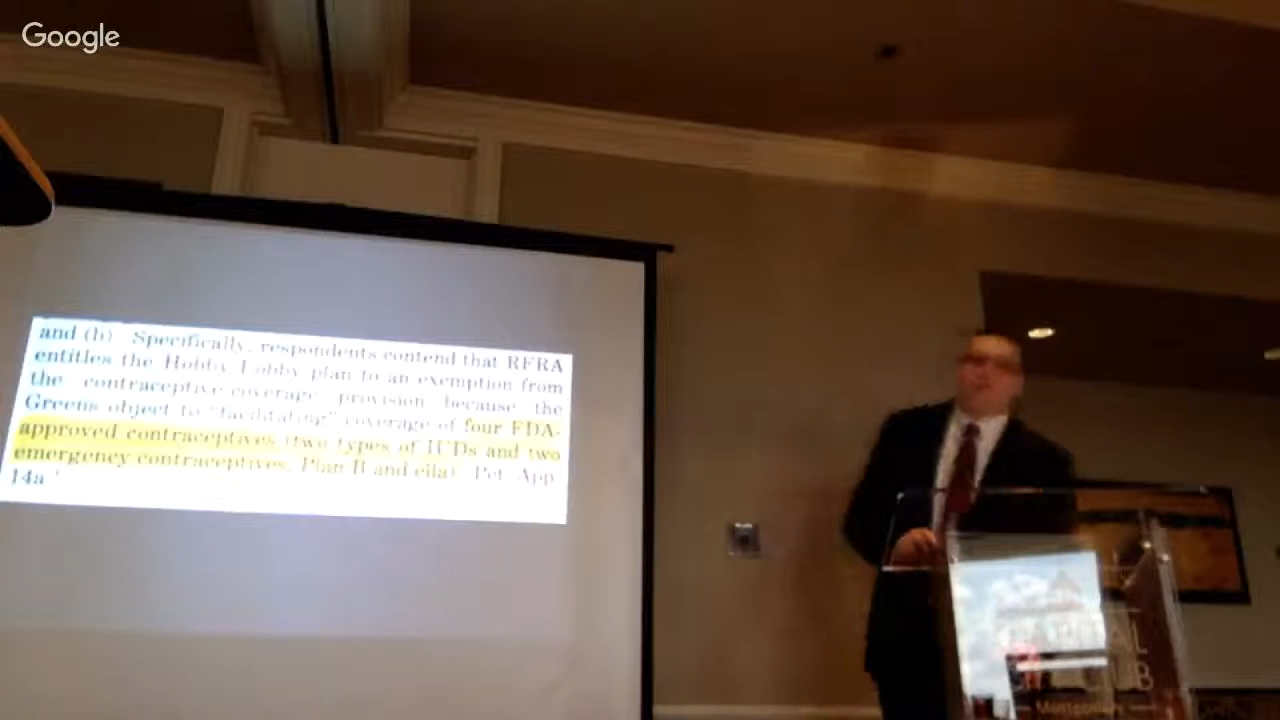 Google
and (b) Specifically, respondents contend that RFRA
entitles the Hobby Lobby plan to an exemption from
the contraceptive-coverage provision because the
Greens object to "facilitating" coverage of four FDA-
approved contraceptives (two types of IUDs and two
emergency contraceptives, Plan B and ella) Pet. App.
14a
CAPITAL
CLUB